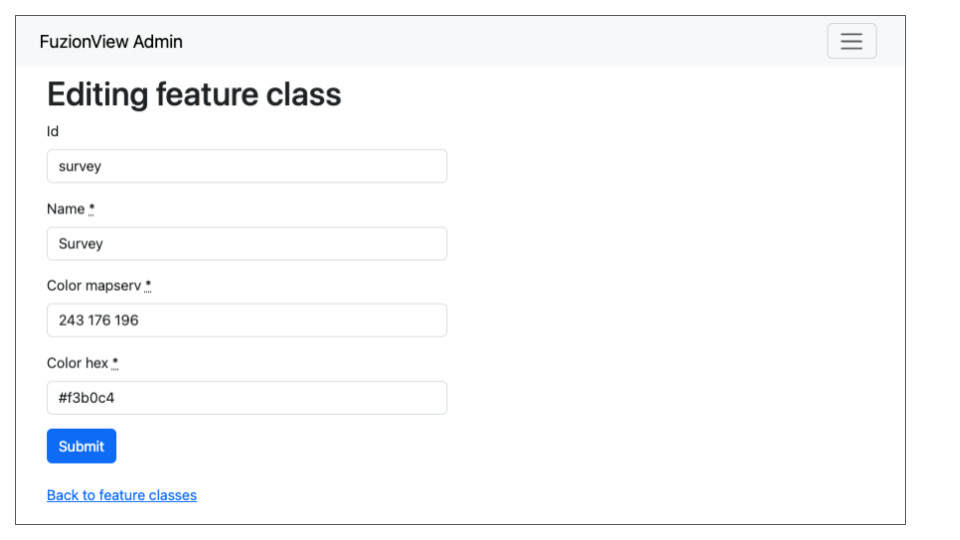 FuzionView Admin
Editing feature class
Id
survey
Name *
Survey
Color mapserv *
243 176 196
Color hex *
#f3b0c4
Submit
Back to feature classes